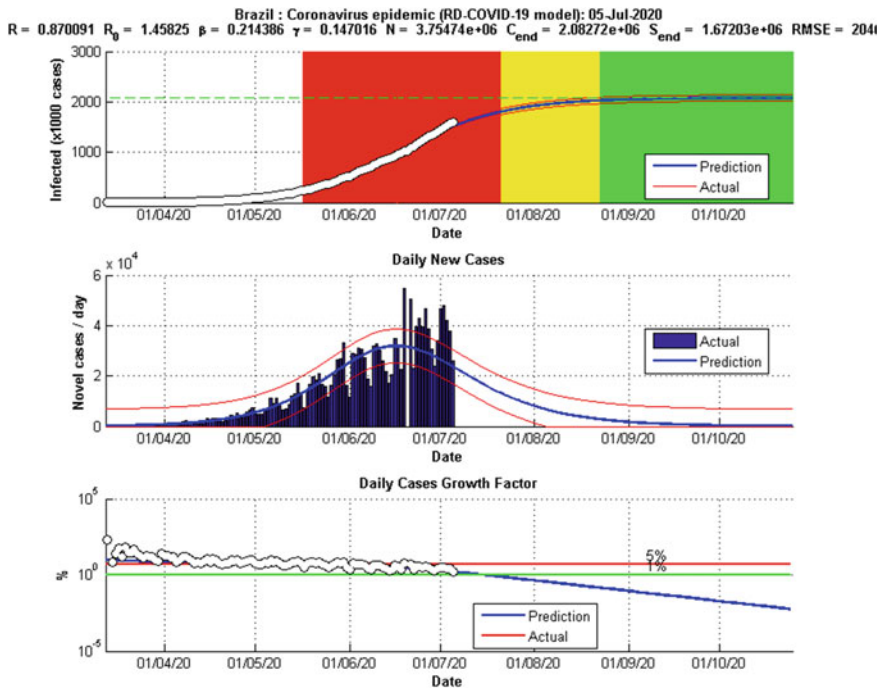 Brazil : Coronavirus epidemic (RD-COVID-19 model): 05-Jul-2020
R = 0.870091 R0 = 1.45825 β = 0.214386 γ = 0.147016 N = 3.75474e+06 Cend = 2.08272e+06 Send = 1.67203e+06 RMSE = 2046
Infected (x1000 cases)
3000
2000
1000
0
Prediction
Actual
01/04/20 01/05/20 01/06/20 01/07/20 01/08/20 01/09/20 01/10/20
Date
Daily New Cases
x 10^4
Novel cases / day
6
4
2
0
Actual
Prediction
01/04/20 01/05/20 01/06/20 01/07/20 01/08/20 01/09/20 01/10/20
Date
Daily Cases Growth Factor
%
10^5
10^0
10^-5
5%
1%
Prediction
Actual
01/04/20 01/05/20 01/06/20 01/07/20 01/08/20 01/09/20 01/10/20
Date